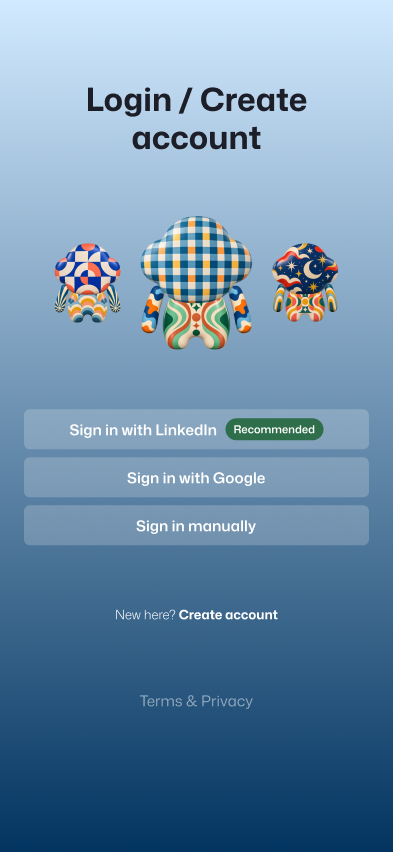 Login / Create
account
Sign in with LinkedIn Recommended
Sign in with Google
Sign in manually
New here? Create account
Terms & Privacy